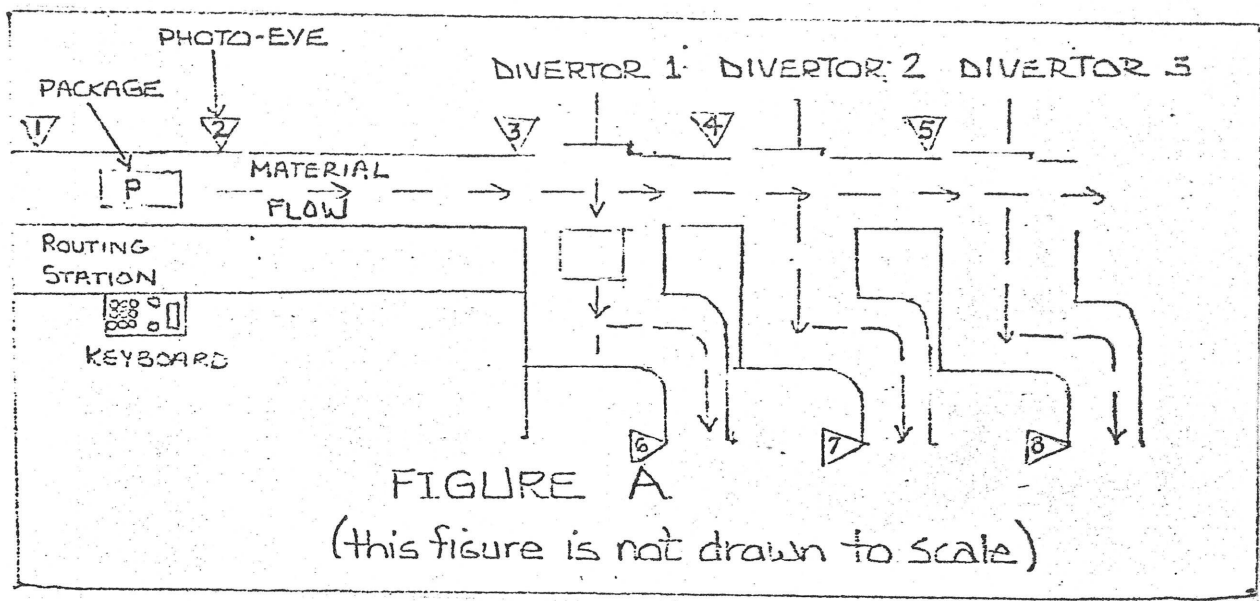 PHOTO-EYE
DIVERTOR 1 DIVERTOR 2 DIVERTOR 3
PACKAGE
1 2 3 4 5
MATERIAL
P
FLOW
ROUTING
STATION
KEYBOARD
6 7 8
FIGURE A
(this figure is not drawn to scale)